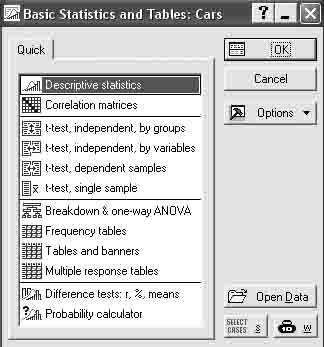 Basic Statistics and Tables: Cars
Quick
OK
Cancel
Options
Descriptive statistics
Correlation matrices
t-test, independent, by groups
t-test, independent, by variables
t-test, dependent samples
t-test, single sample
Breakdown & one-way ANOVA
Frequency tables
Tables and banners
Multiple response tables
Difference tests: r, %, means
Probability calculator
Open Data
SELECT CASES S
W